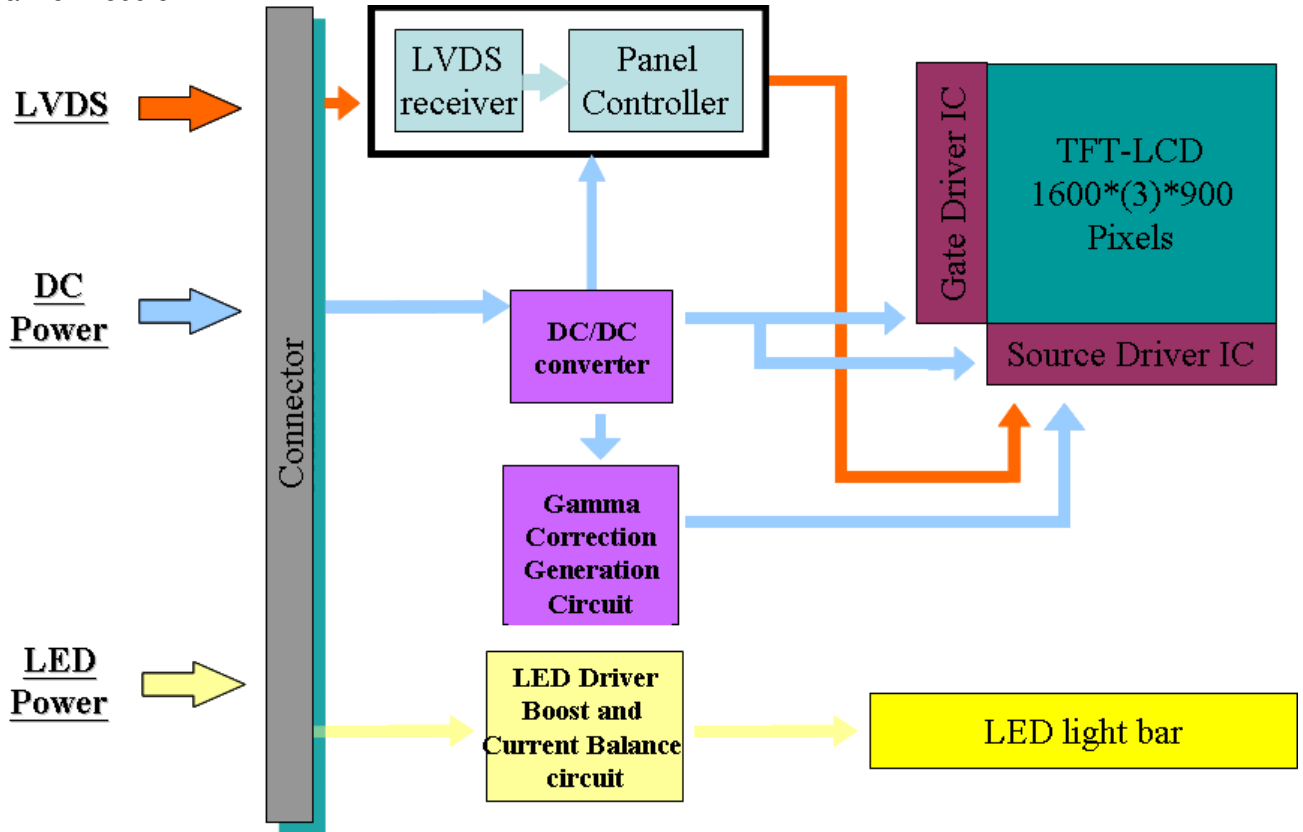 LVDS
DC
Power
LED
Power
Connector
LVDS
receiver
Panel
Controller
DC/DC
converter
Gamma
Correction
Generation
Circuit
LED Driver
Boost and
Current Balance
circuit
Gate Driver IC
TFT-LCD
1600*(3)*900
Pixels
Source Driver IC
LED light bar